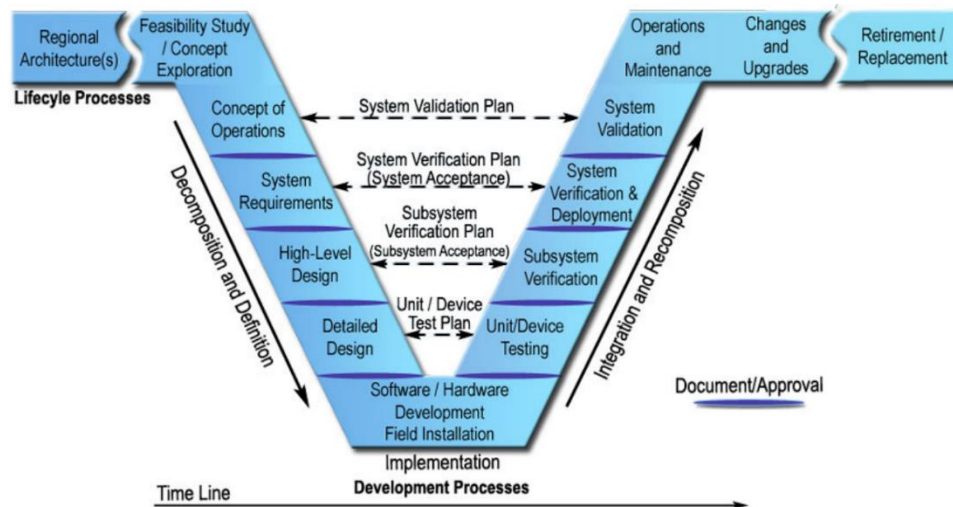 Regional
Architecture(s)
Feasibility Study
/ Concept
Exploration
Operations
and
Maintenance
Changes
and
Upgrades
Retirement /
Replacement
Lifecyle Processes
Concept of
Operations
System Validation Plan
System
Validation
System
Requirements
System Verification Plan
(System Acceptance)
System
Verification &
Deployment
High-Level
Design
Subsystem
Verification Plan
(Subsystem Acceptance)
Subsystem
Verification
Detailed
Design
Unit / Device
Test Plan
Unit/Device
Testing
Decomposition and Definition
Integration and Recomposition
Software / Hardware
Development
Field Installation
Document/Approval
Implementation
Development Processes
Time Line